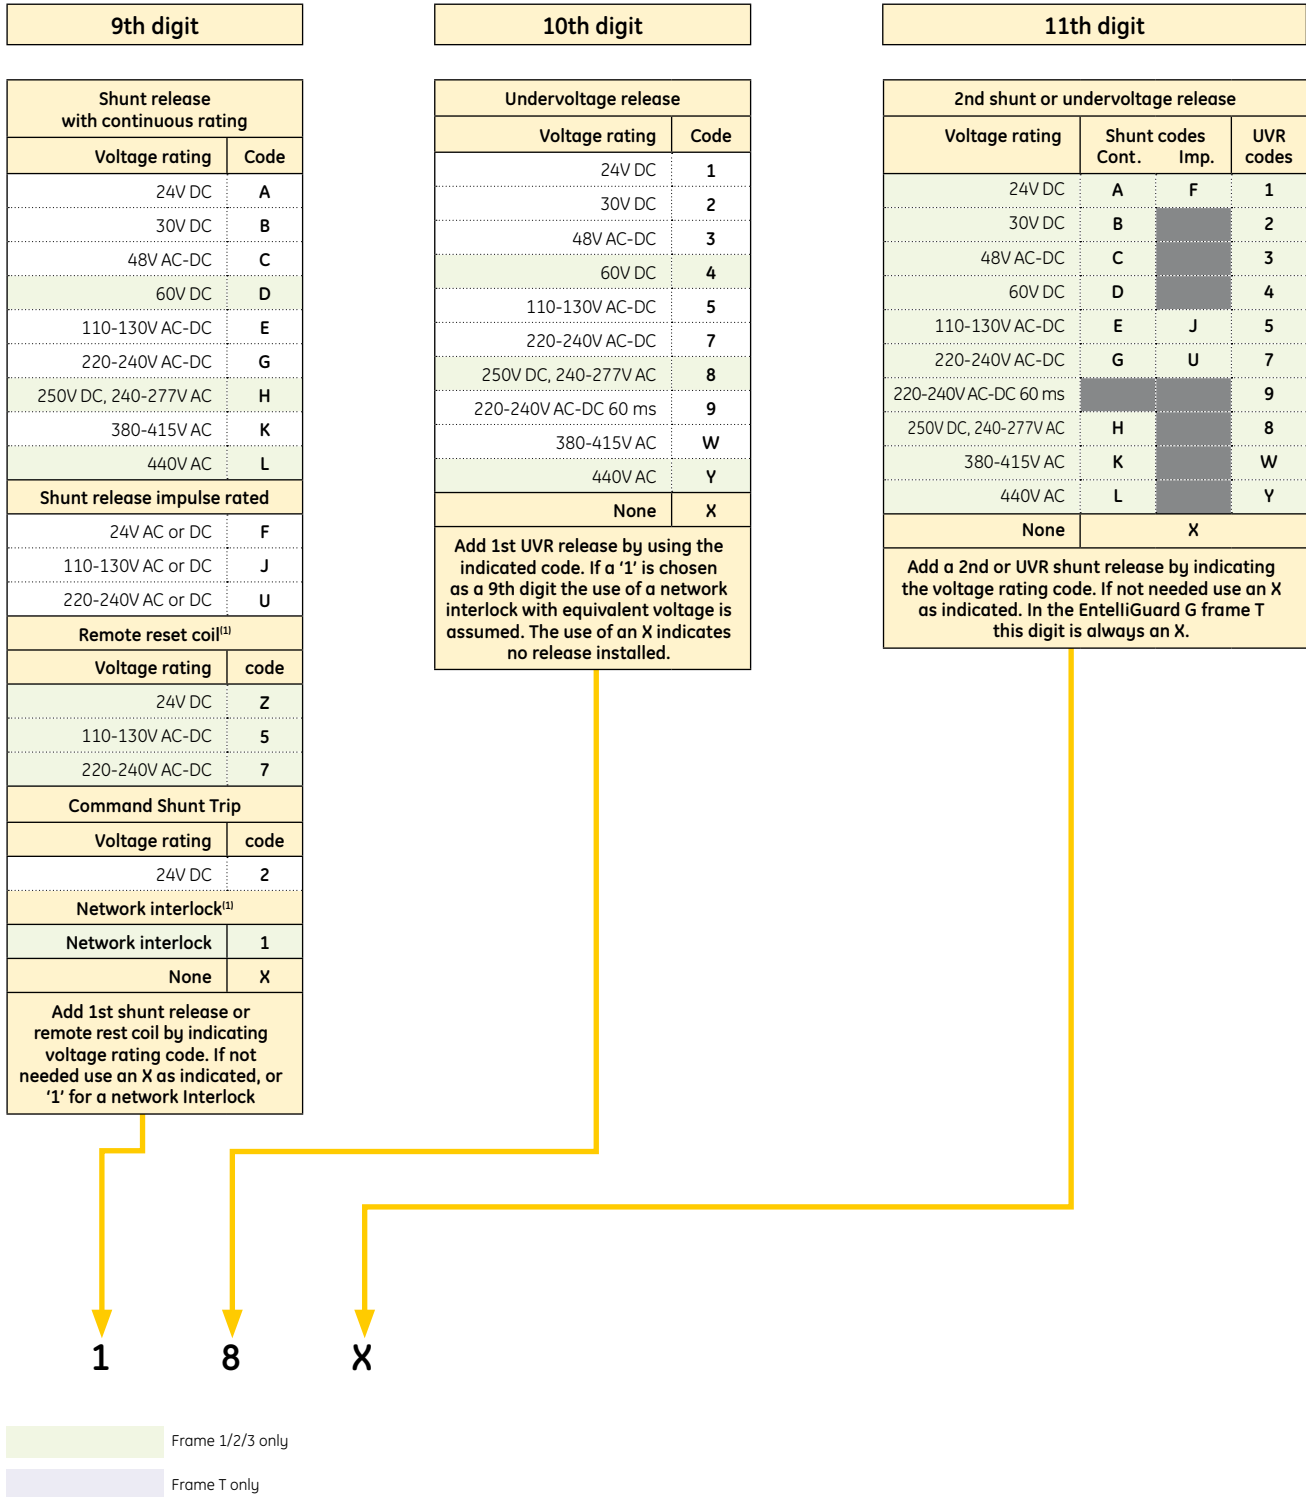 9th digit
Shunt release
with continuous rating
Voltage rating Code
24V DC A
30V DC B
48V AC-DC C
60V DC D
110-130V AC-DC E
220-240V AC-DC G
250V DC, 240-277V AC H
380-415V AC K
440V AC L
Shunt release impulse rated
24V AC or DC F
110-130V AC or DC J
220-240V AC or DC U
Remote reset coil(1)
Voltage rating code
24V DC Z
110-130V AC-DC 5
220-240V AC-DC 7
Command Shunt Trip
Voltage rating code
24V DC 2
Network interlock(1)
Network interlock 1
None X
Add 1st shunt release or
remote rest coil by indicating
voltage rating code. If not
needed use an X as indicated, or
‘1’ for a network Interlock
10th digit
Undervoltage release
Voltage rating Code
24V DC 1
30V DC 2
48V AC-DC 3
60V DC 4
110-130V AC-DC 5
220-240V AC-DC 7
250V DC, 240-277V AC 8
220-240V AC-DC 60 ms 9
380-415V AC W
440V AC Y
None X
Add 1st UVR release by using the
indicated code. If a ‘1’ is chosen
as a 9th digit the use of a network
interlock with equivalent voltage is
assumed. The use of an X indicates
no release installed.
11th digit
2nd shunt or undervoltage release
Voltage rating Shunt codes UVR
Cont. Imp. codes
24V DC A F 1
30V DC B 2
48V AC-DC C 3
60V DC D 4
110-130V AC-DC E J 5
220-240V AC-DC G U 7
220-240V AC-DC 60 ms 9
250V DC, 240-277V AC H 8
380-415V AC K W
440V AC L Y
None X
Add a 2nd or UVR shunt release by indicating
the voltage rating code. If not needed use an X
as indicated. In the EntelliGuard G frame T
this digit is always an X.
1 8 X
Frame 1/2/3 only
Frame T only